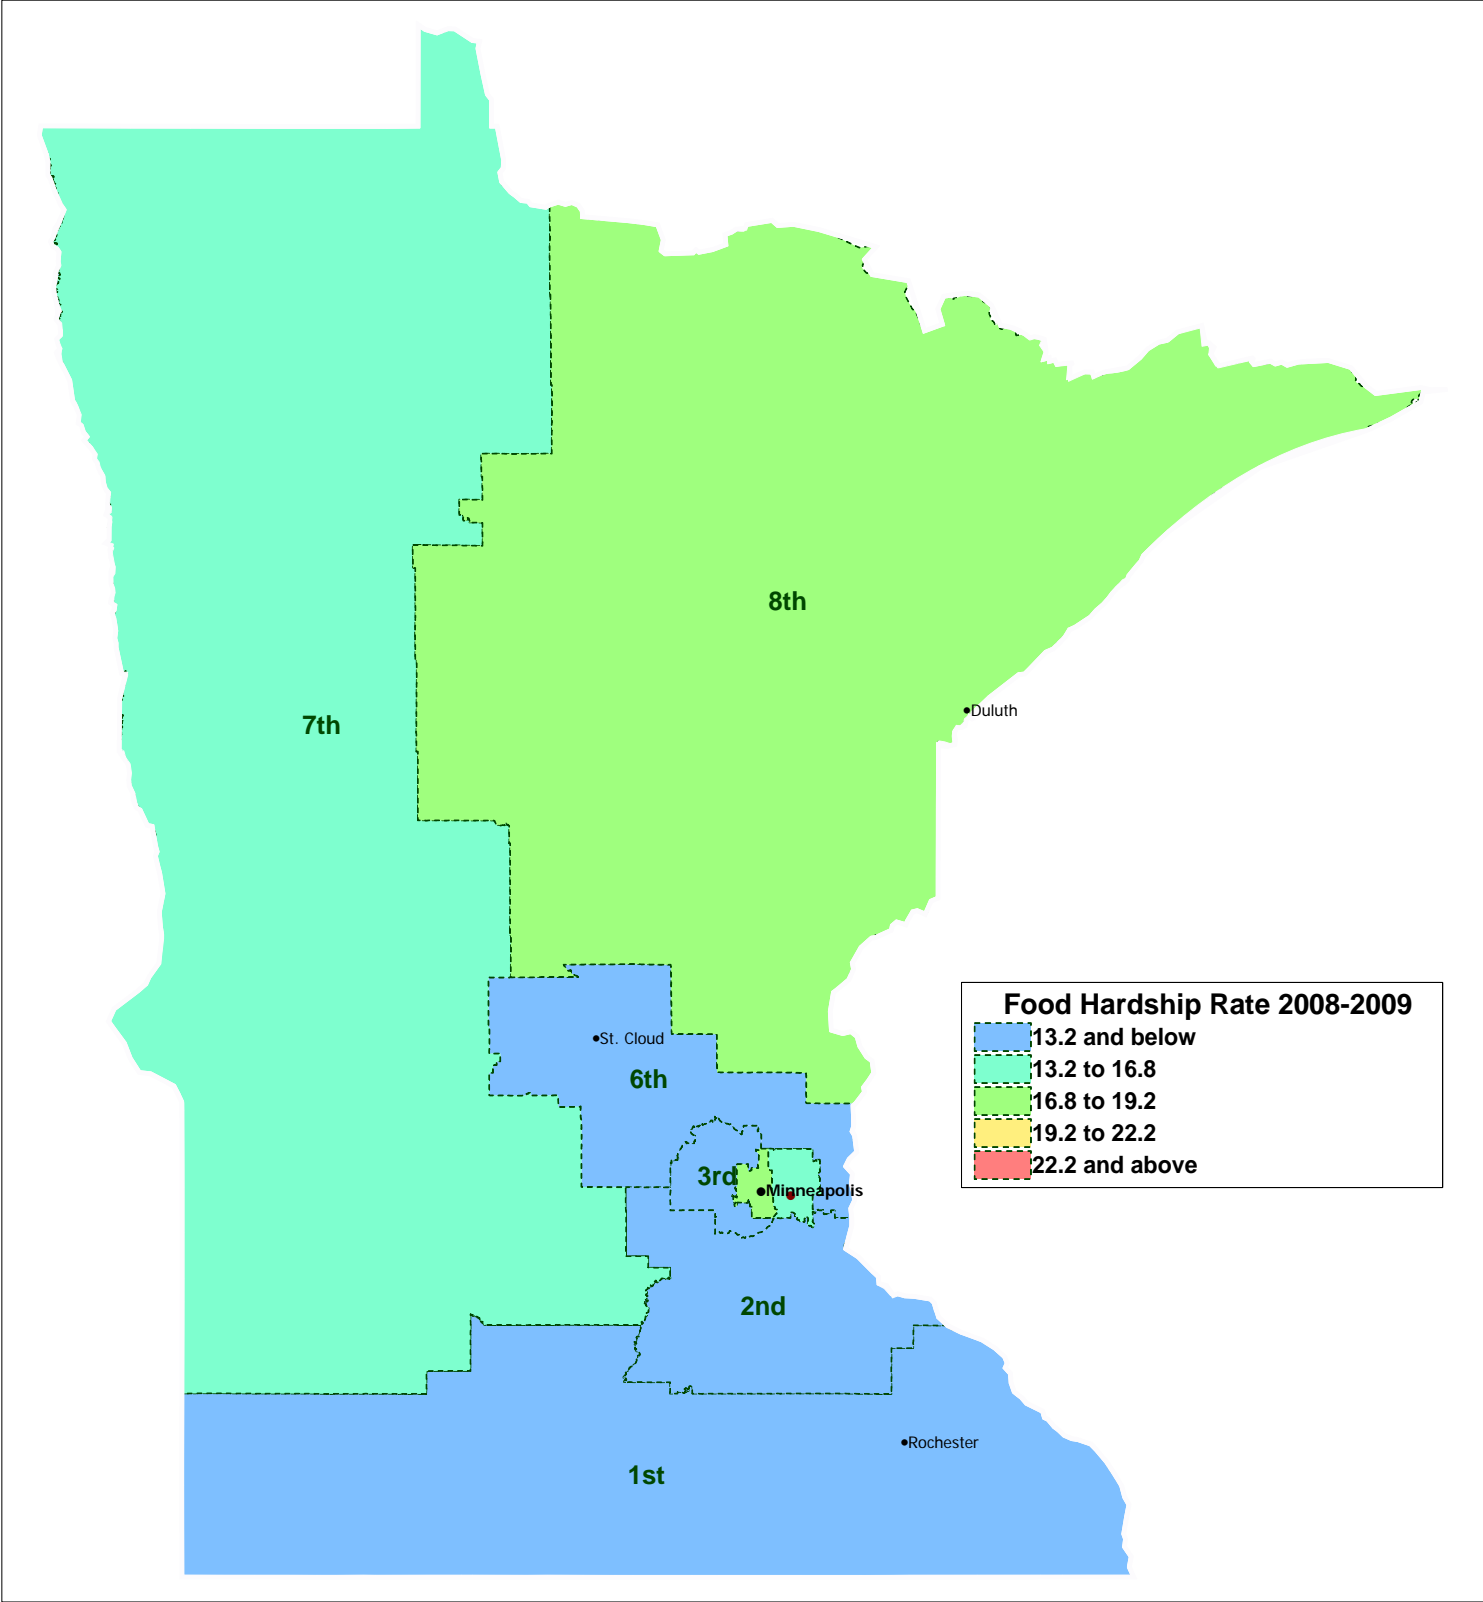 8th
7th
Duluth
Food Hardship Rate 2008-2009
13.2 and below
13.2 to 16.8
16.8 to 19.2
19.2 to 22.2
22.2 and above
St. Cloud
6th
3rd
Minneapolis
2nd
Rochester
1st